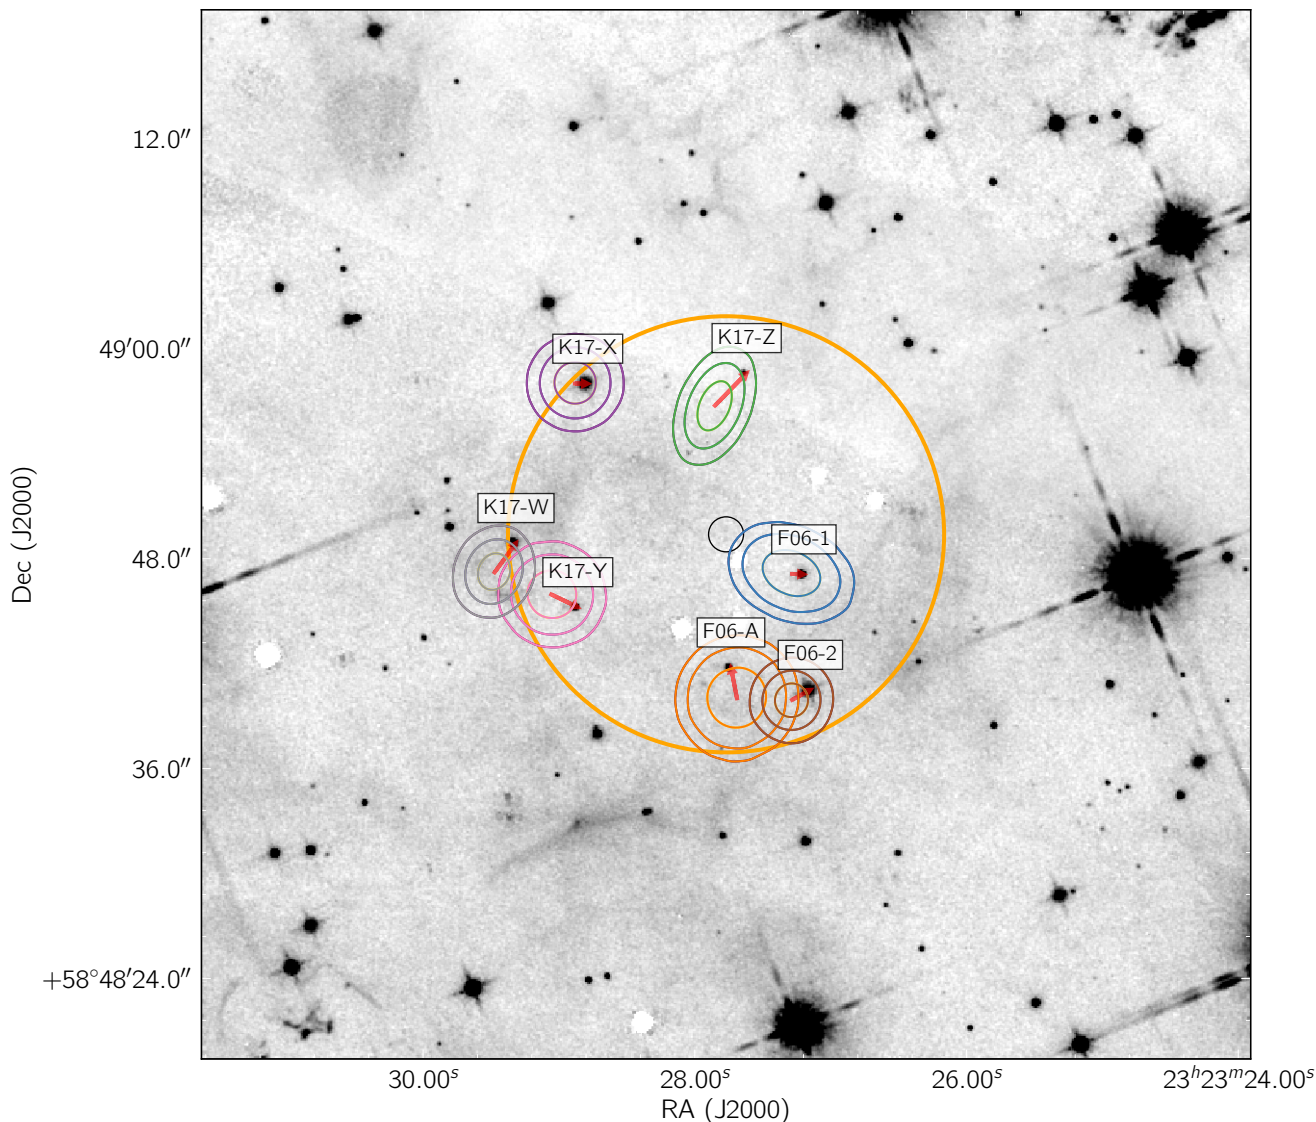 12.0″
K17-Z
K17-X
49′00.0″
K17-W
F06-1
48.0″
K17-Y
F06-A
F06-2
36.0″
+58°48′24.0″
Dec (J2000)
30.00ˢ 28.00ˢ 26.00ˢ 23ʰ23ᵐ24.00ˢ
RA (J2000)